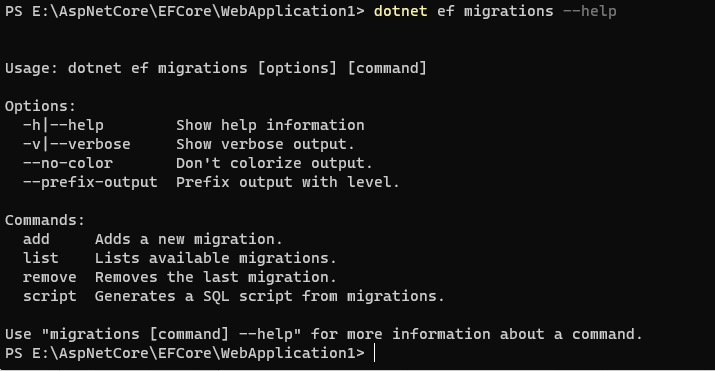 PS E:\AspNetCore\EFCore\WebApplication1> dotnet ef migrations --help
Usage: dotnet ef migrations [options] [command]
Options:
  -h|--help        Show help information
  -v|--verbose     Show verbose output.
  --no-color       Don't colorize output.
  --prefix-output  Prefix output with level.
Commands:
  add     Adds a new migration.
  list    Lists available migrations.
  remove  Removes the last migration.
  script  Generates a SQL script from migrations.
Use "migrations [command] --help" for more information about a command.
PS E:\AspNetCore\EFCore\WebApplication1>